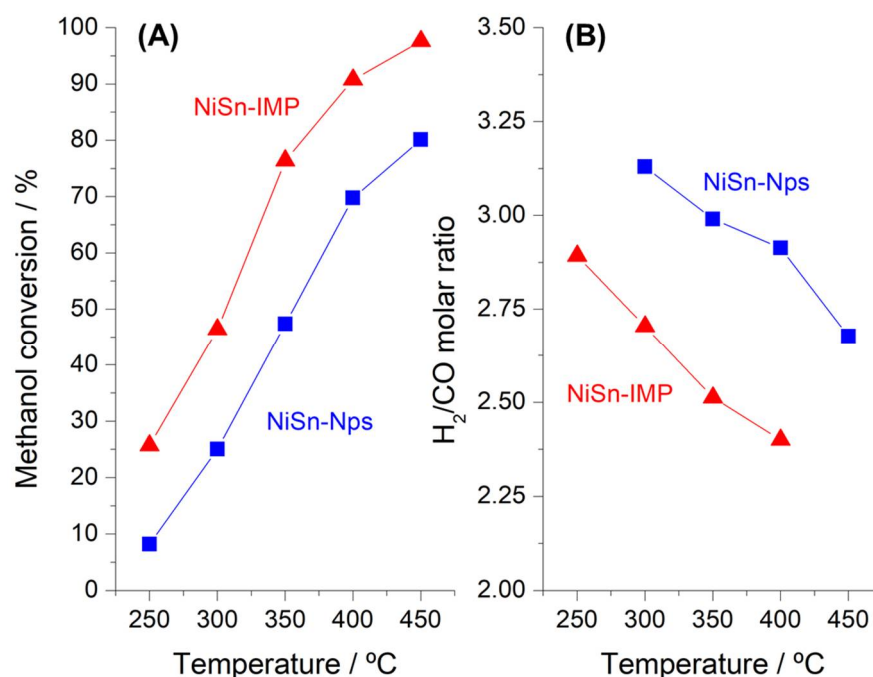 (A)
NiSn-IMP
NiSn-Nps
Methanol conversion / %
100
90
80
70
60
50
40
30
20
10
0
250 300 350 400 450
Temperature / ºC
(B)
NiSn-Nps
NiSn-IMP
H₂/CO molar ratio
3.50
3.25
3.00
2.75
2.50
2.25
2.00
250 300 350 400 450
Temperature / ºC